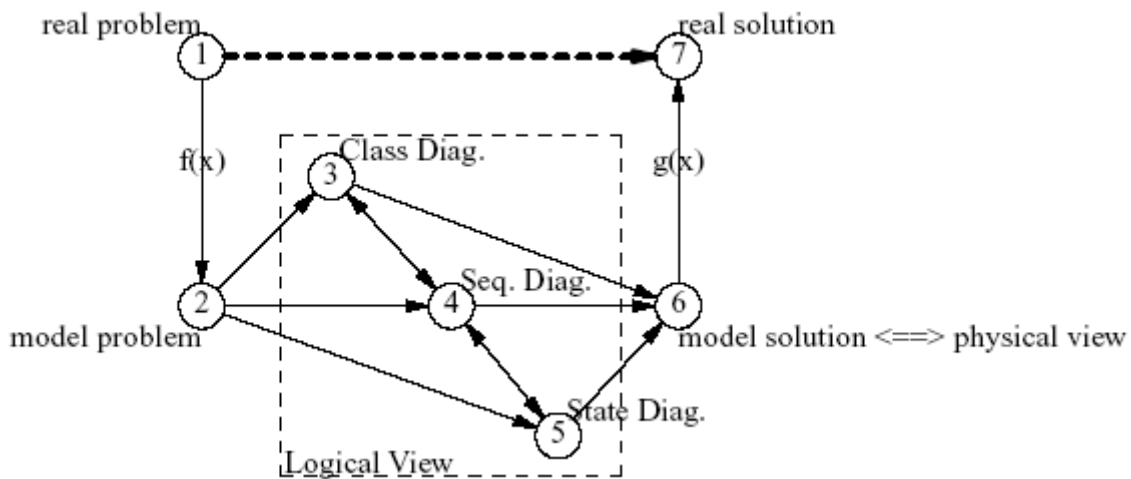 real problem
real solution
1
7
Class Diag.
f(x)
g(x)
3
Seq. Diag.
2
4
6
model problem
model solution <==> physical view
State Diag.
5
Logical View